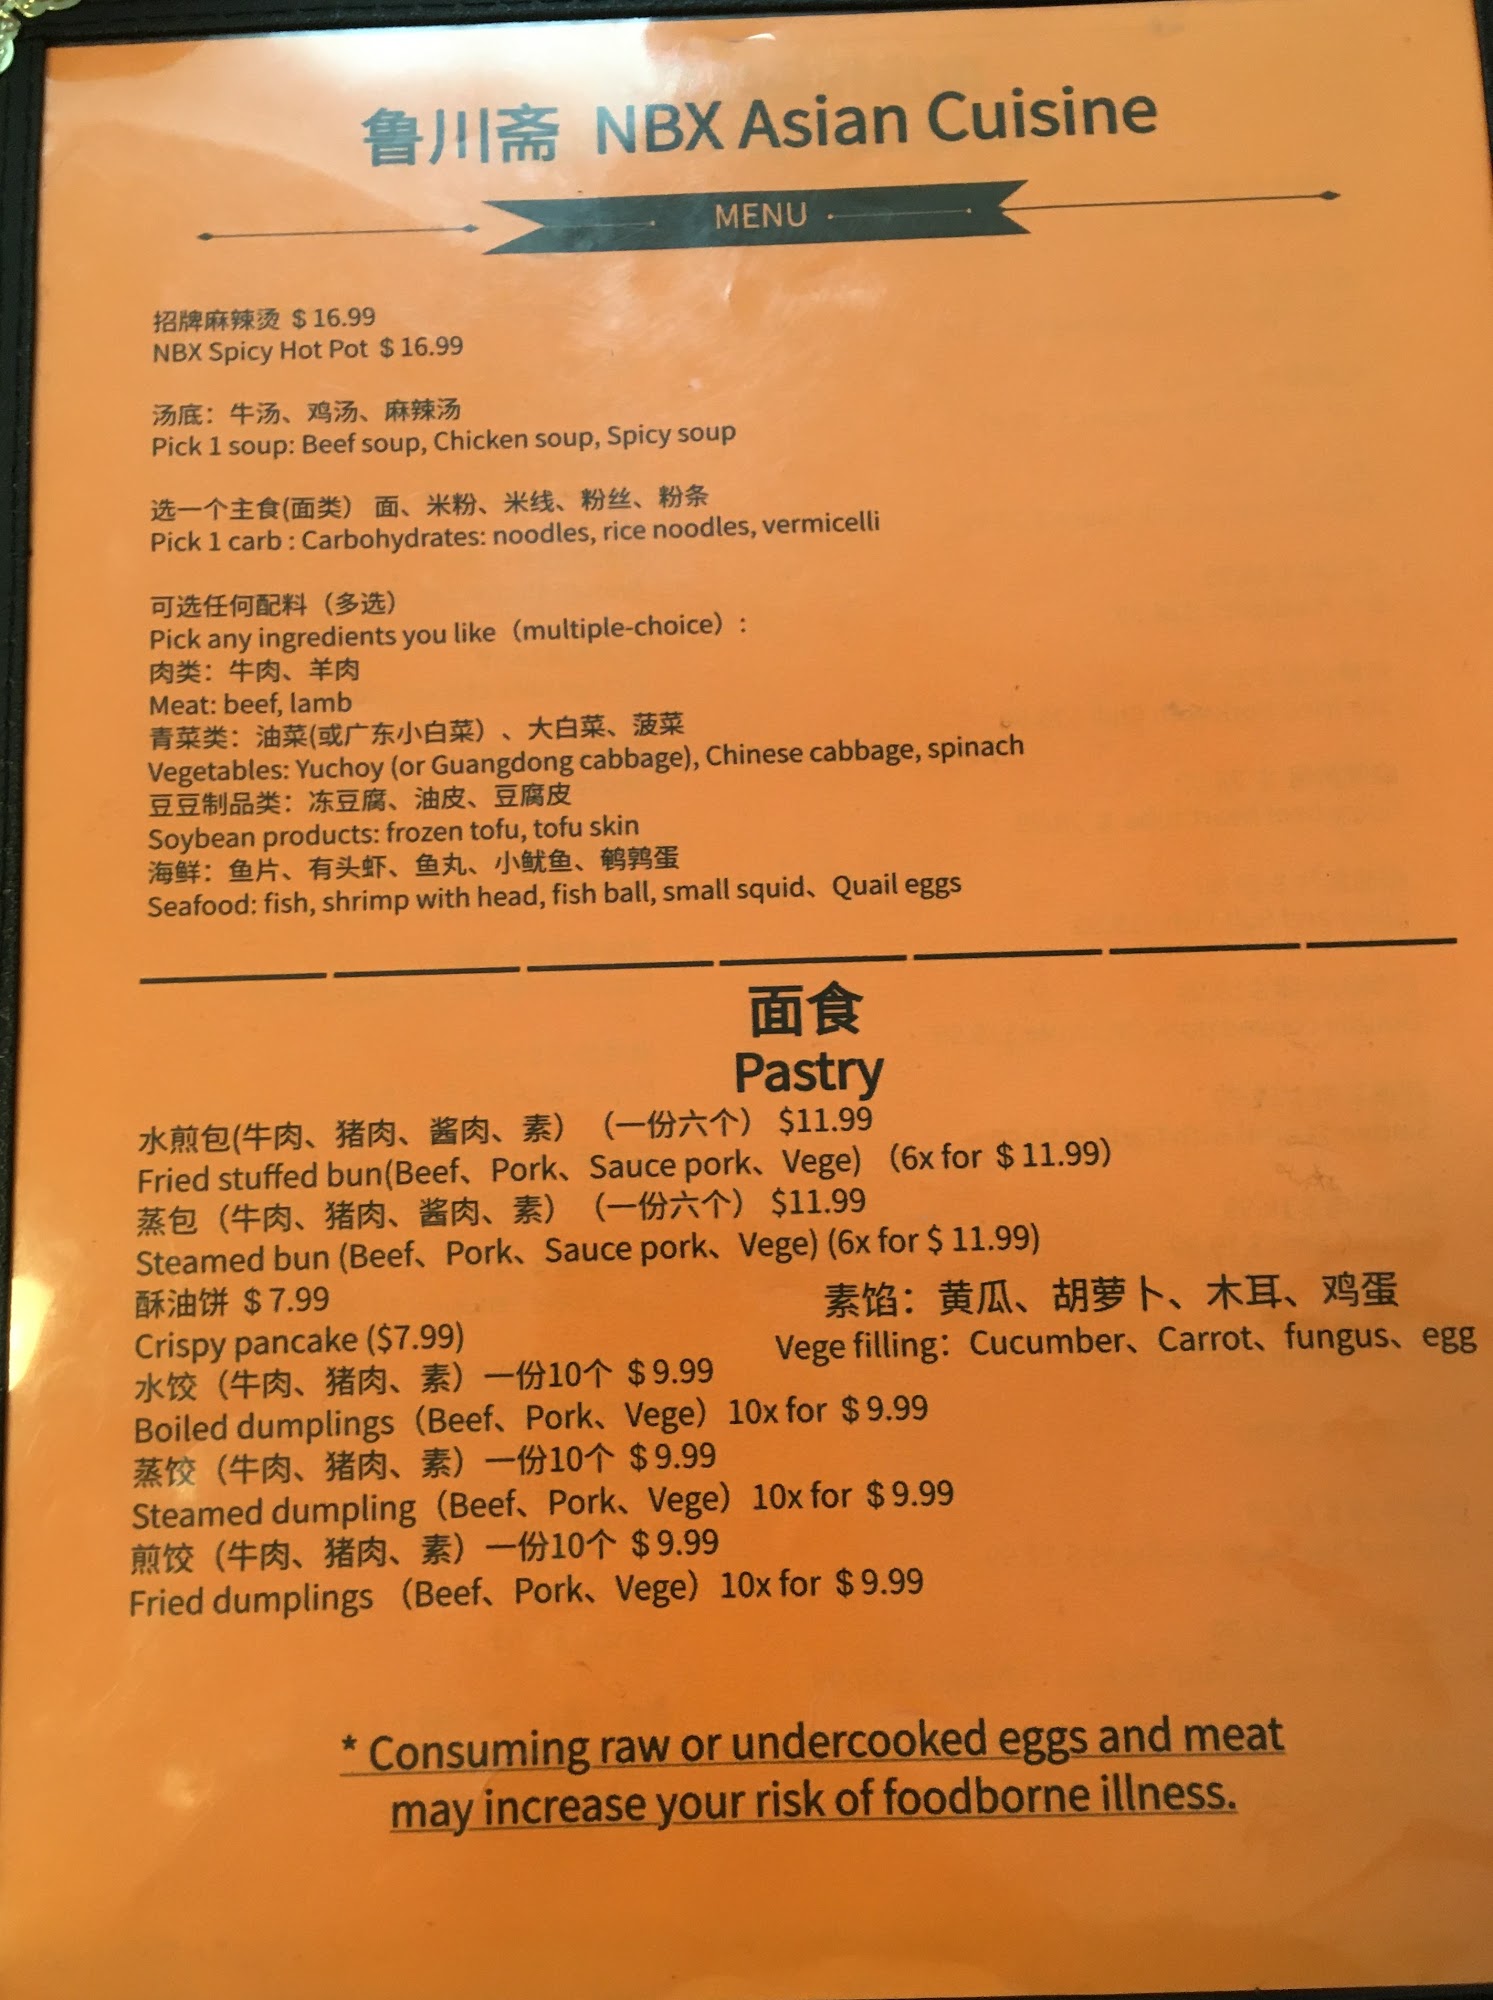 鲁川斋 NBX Asian Cuisine
MENU
招牌麻辣烫 $ 16.99
NBX Spicy Hot Pot $ 16.99
汤底：牛汤、鸡汤、麻辣汤
Pick 1 soup: Beef soup, Chicken soup, Spicy soup
选一个主食(面类） 面、米粉、米线、粉丝、粉条
Pick 1 carb : Carbohydrates: noodles, rice noodles, vermicelli
可选任何配料（多选）
Pick any ingredients you like（multiple-choice）:
肉类：牛肉、羊肉
Meat: beef, lamb
青菜类：油菜(或广东小白菜）、大白菜、菠菜
Vegetables: Yuchoy (or Guangdong cabbage), Chinese cabbage, spinach
豆豆制品类：冻豆腐、油皮、豆腐皮
Soybean products: frozen tofu, tofu skin
海鲜：鱼片、有头虾、鱼丸、小鱿鱼、鹌鹑蛋
Seafood: fish, shrimp with head, fish ball, small squid、Quail eggs
面食
Pastry
水煎包(牛肉、猪肉、酱肉、素）（一份六个） $11.99
Fried stuffed bun(Beef、Pork、Sauce pork、Vege) （6x for $ 11.99）
蒸包（牛肉、猪肉、酱肉、素）（一份六个） $11.99
Steamed bun (Beef、Pork、Sauce pork、Vege) (6x for $ 11.99)
酥油饼 $ 7.99
Crispy pancake ($7.99)
素馅：黄瓜、胡萝卜、木耳、鸡蛋
Vege filling：Cucumber、Carrot、fungus、egg
水饺（牛肉、猪肉、素）一份10个 $ 9.99
Boiled dumplings（Beef、Pork、Vege）10x for $ 9.99
蒸饺（牛肉、猪肉、素）一份10个 $ 9.99
Steamed dumpling（Beef、Pork、Vege）10x for $ 9.99
煎饺（牛肉、猪肉、素）一份10个 $ 9.99
Fried dumplings （Beef、Pork、Vege）10x for $ 9.99
* Consuming raw or undercooked eggs and meat
may increase your risk of foodborne illness.